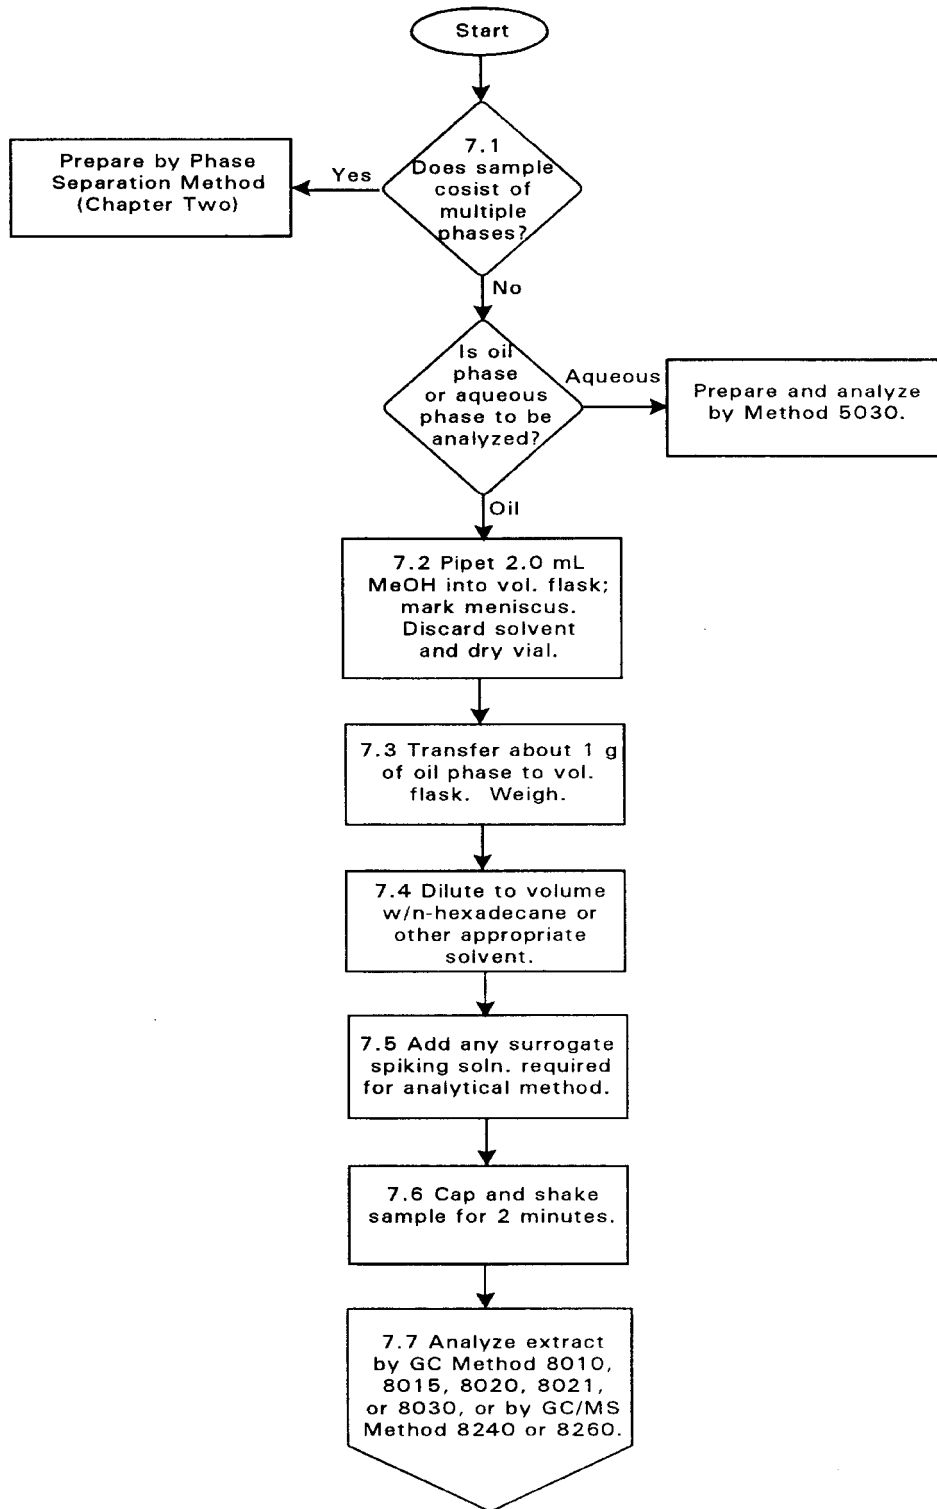 Start
7.1
Does sample
cosist of
multiple
phases?
Yes
Prepare by Phase
Separation Method
(Chapter Two)
No
Is oil
phase
or aqueous
phase to be
analyzed?
Aqueous
Prepare and analyze
by Method 5030.
Oil
7.2 Pipet 2.0 mL
MeOH into vol. flask;
mark meniscus.
Discard solvent
and dry vial.
7.3 Transfer about 1 g
of oil phase to vol.
flask. Weigh.
7.4 Dilute to volume
w/n-hexadecane or
other appropriate
solvent.
7.5 Add any surrogate
spiking soln. required
for analytical method.
7.6 Cap and shake
sample for 2 minutes.
7.7 Analyze extract
by GC Method 8010,
8015, 8020, 8021,
or 8030, or by GC/MS
Method 8240 or 8260.